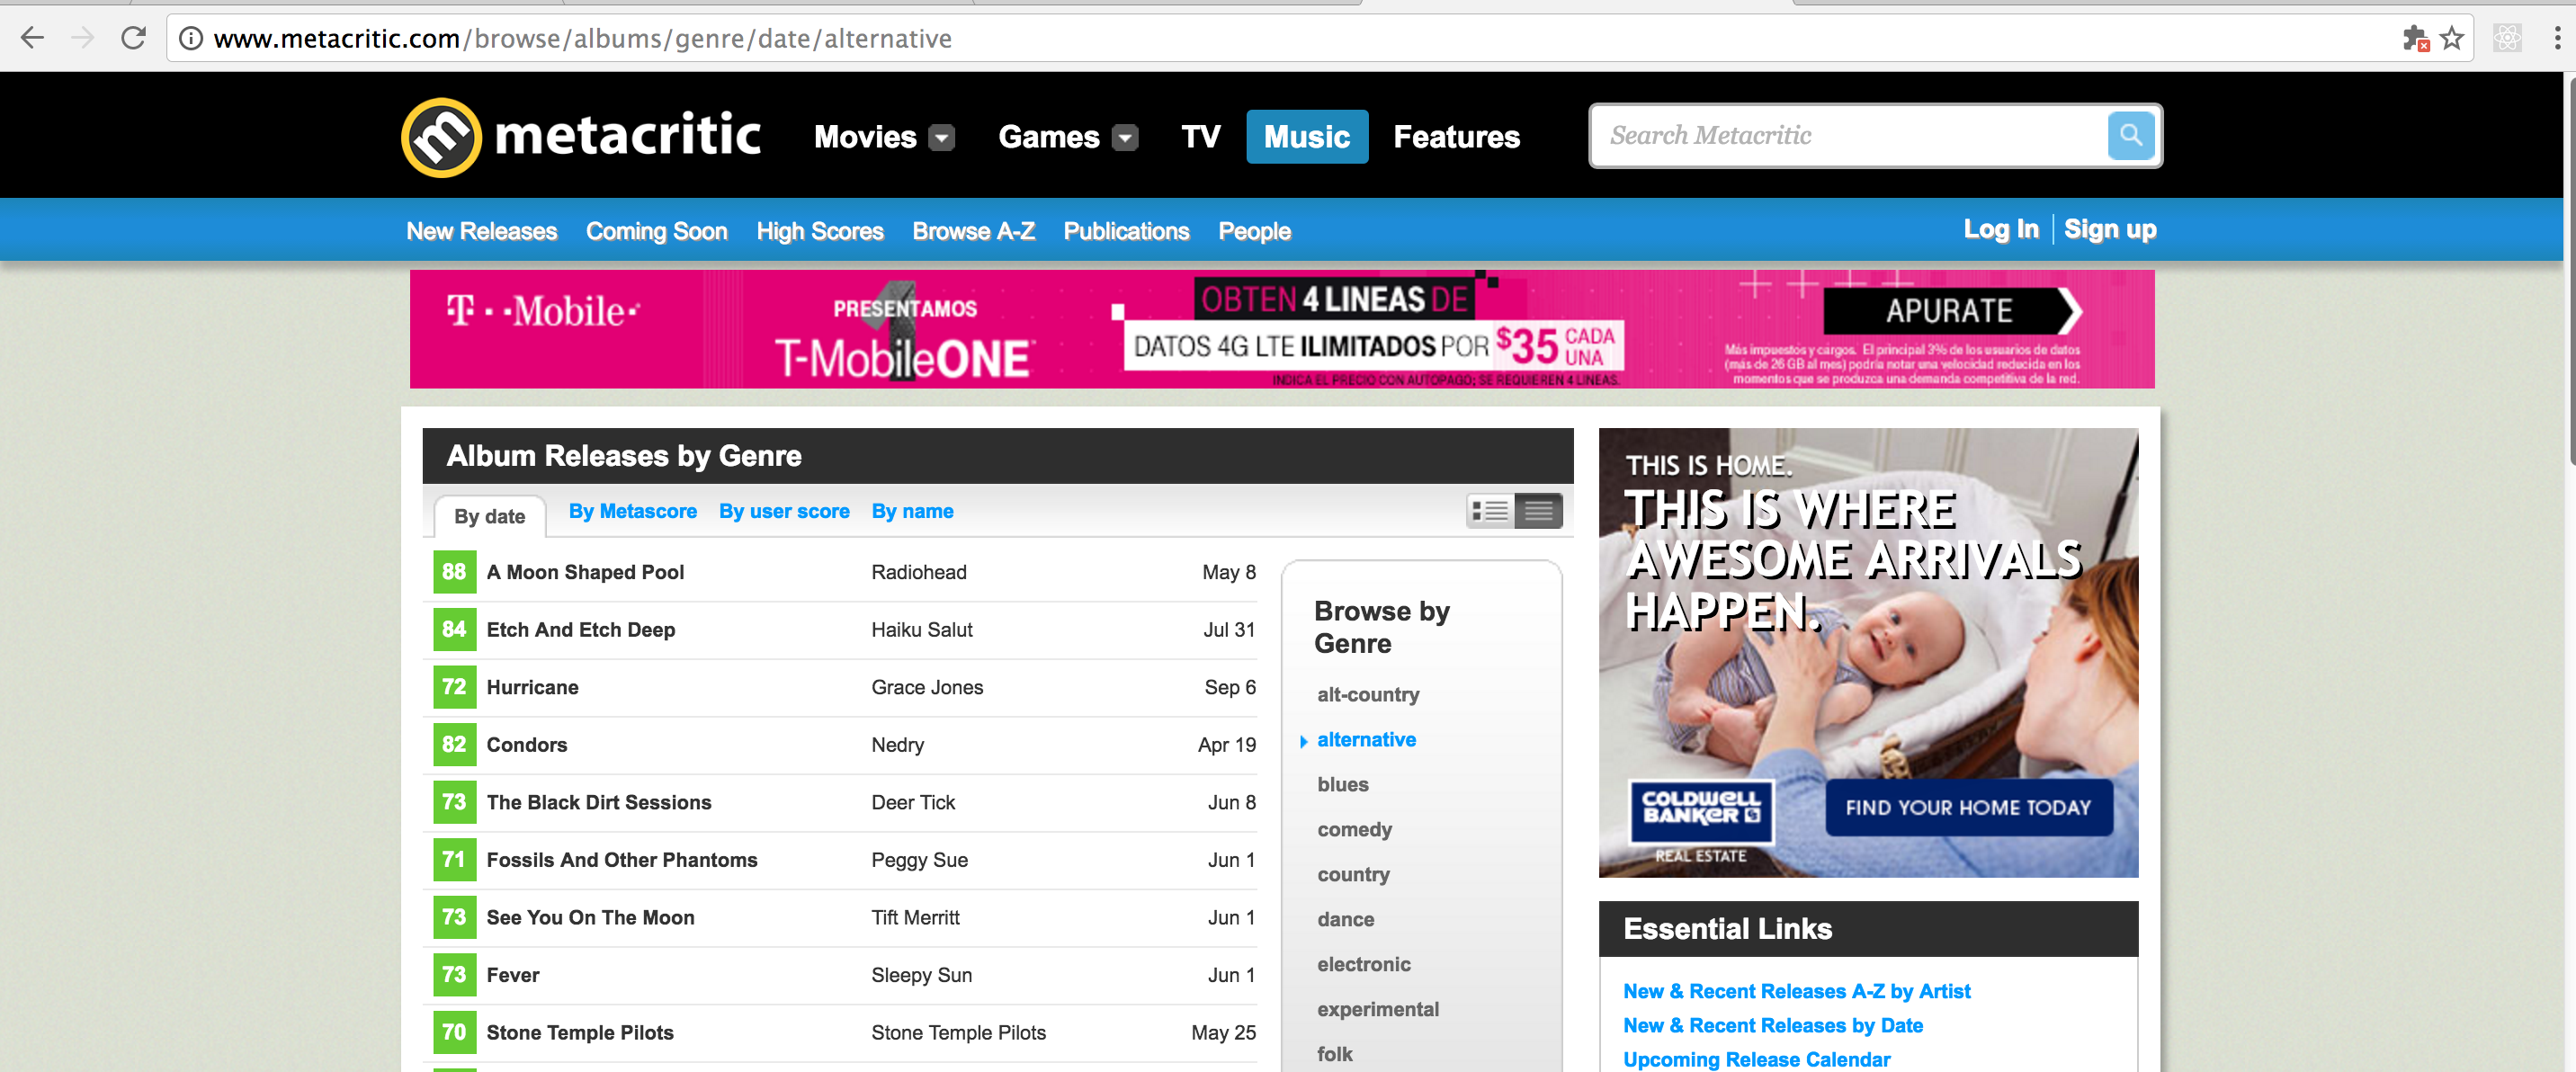 www.metacritic.com/browse/albums/genre/date/alternative
metacritic
Movies Games TV Music Features
Search Metacritic
New Releases Coming Soon High Scores Browse A-Z Publications People
Log In Sign up
T-Mobile
PRESENTAMOS
T-MobileONE
OBTEN 4 LINEAS DE
DATOS 4G LTE ILIMITADOS POR $35 CADA UNA
INDICA EL PRECIO CON AUTOPAGO; SE REQUIEREN 4 LINEAS.
APURATE
Más impuestos y cargos. El principal 3% de los usuarios de datos
(más de 26 GB al mes) podría notar una velocidad reducida en los
momentos que se produzca una demanda competitiva de la red.
Album Releases by Genre
By date By Metascore By user score By name
88 A Moon Shaped Pool Radiohead May 8
84 Etch And Etch Deep Haiku Salut Jul 31
72 Hurricane Grace Jones Sep 6
82 Condors Nedry Apr 19
73 The Black Dirt Sessions Deer Tick Jun 8
71 Fossils And Other Phantoms Peggy Sue Jun 1
73 See You On The Moon Tift Merritt Jun 1
73 Fever Sleepy Sun Jun 1
70 Stone Temple Pilots Stone Temple Pilots May 25
Browse by
Genre
alt-country
alternative
blues
comedy
country
dance
electronic
experimental
folk
THIS IS HOME.
THIS IS WHERE
AWESOME ARRIVALS
HAPPEN.
COLDWELL
BANKER
REAL ESTATE
FIND YOUR HOME TODAY
Essential Links
New & Recent Releases A-Z by Artist
New & Recent Releases by Date
Upcoming Release Calendar